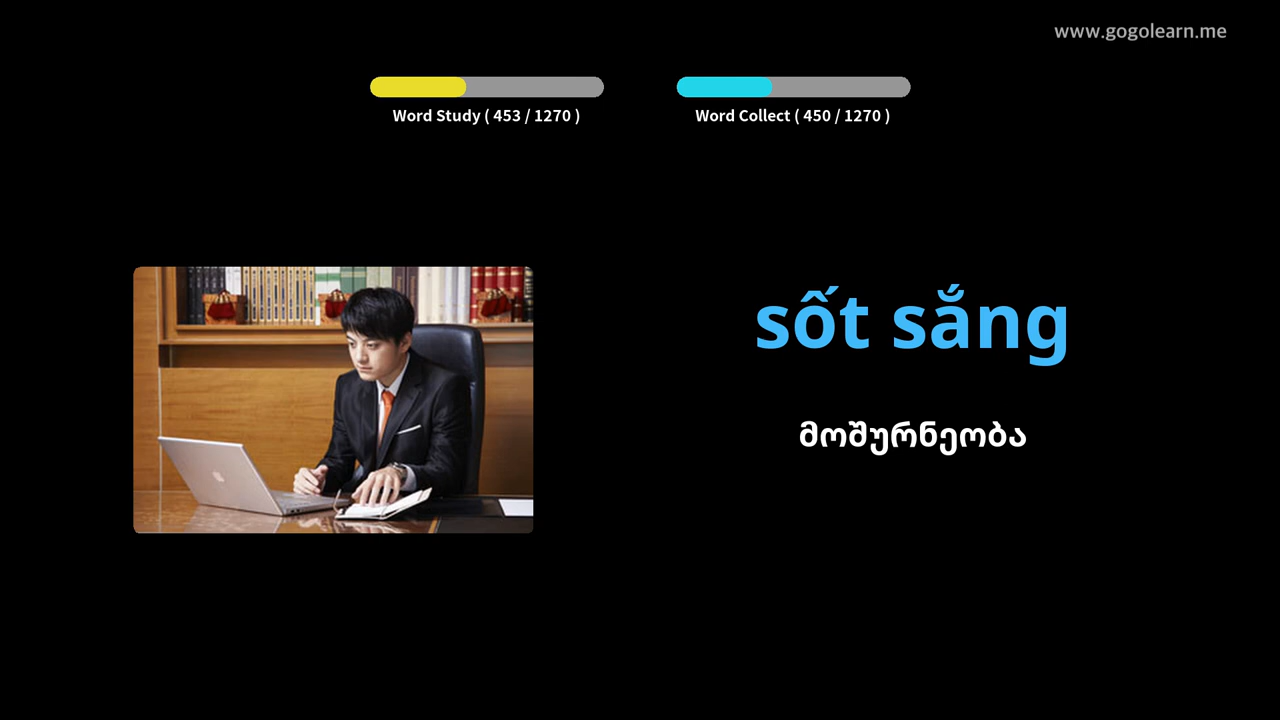 www.gogolearn.me
Word Study ( 453 / 1270 )
Word Collect ( 450 / 1270 )
sốt sắng
მოშურნეობა